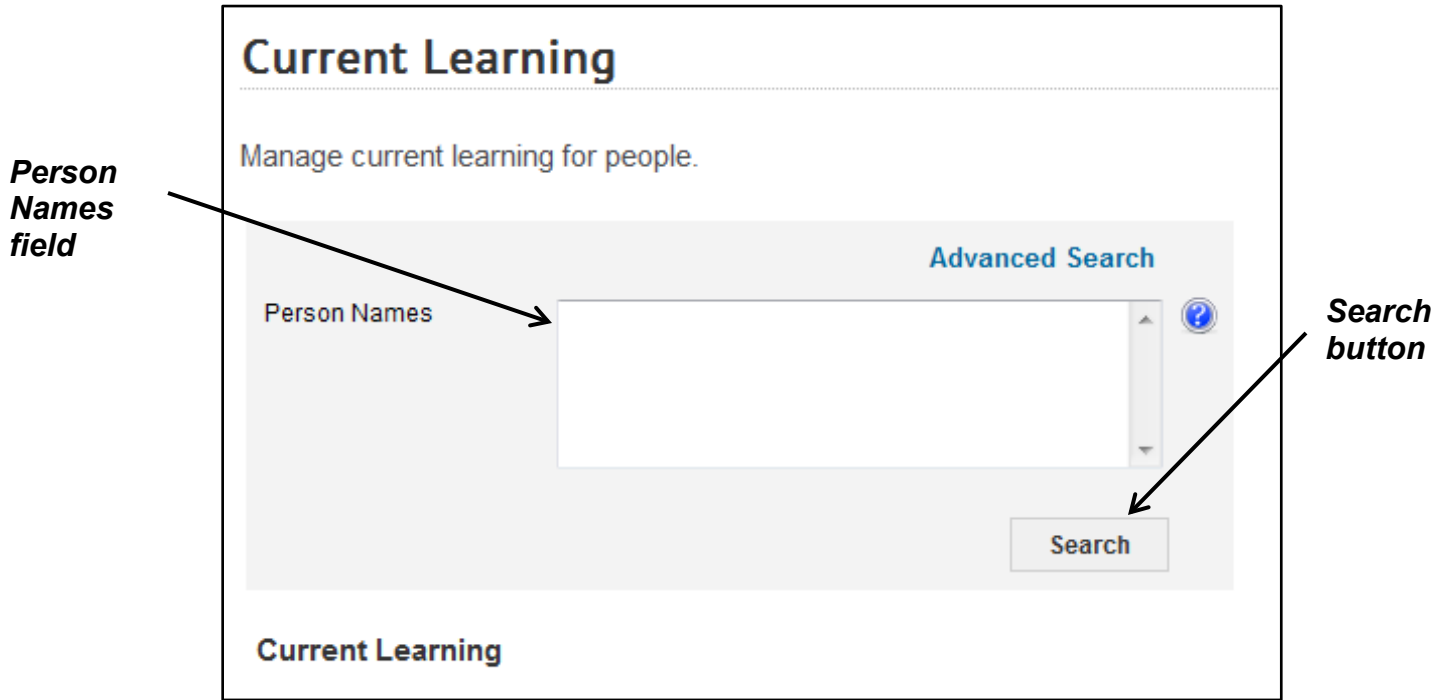 Current Learning
Manage current learning for people.
Person
Names
field
Advanced Search
Person Names
?
Search
button
Search
Current Learning